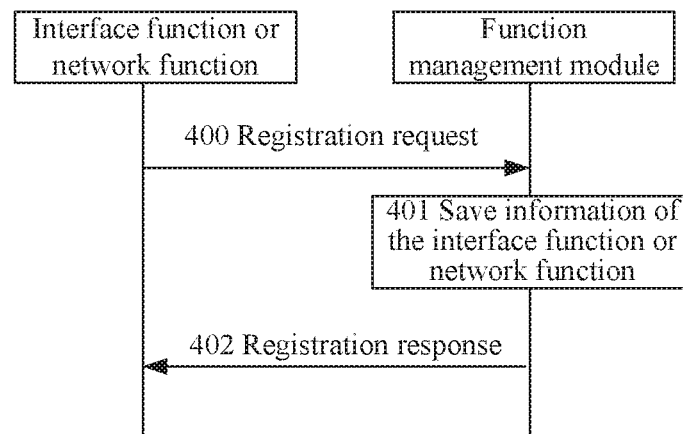 Interface function or
network function
Function
management module
400 Registration request
401 Save information of
the interface function or
network function
402 Registration response